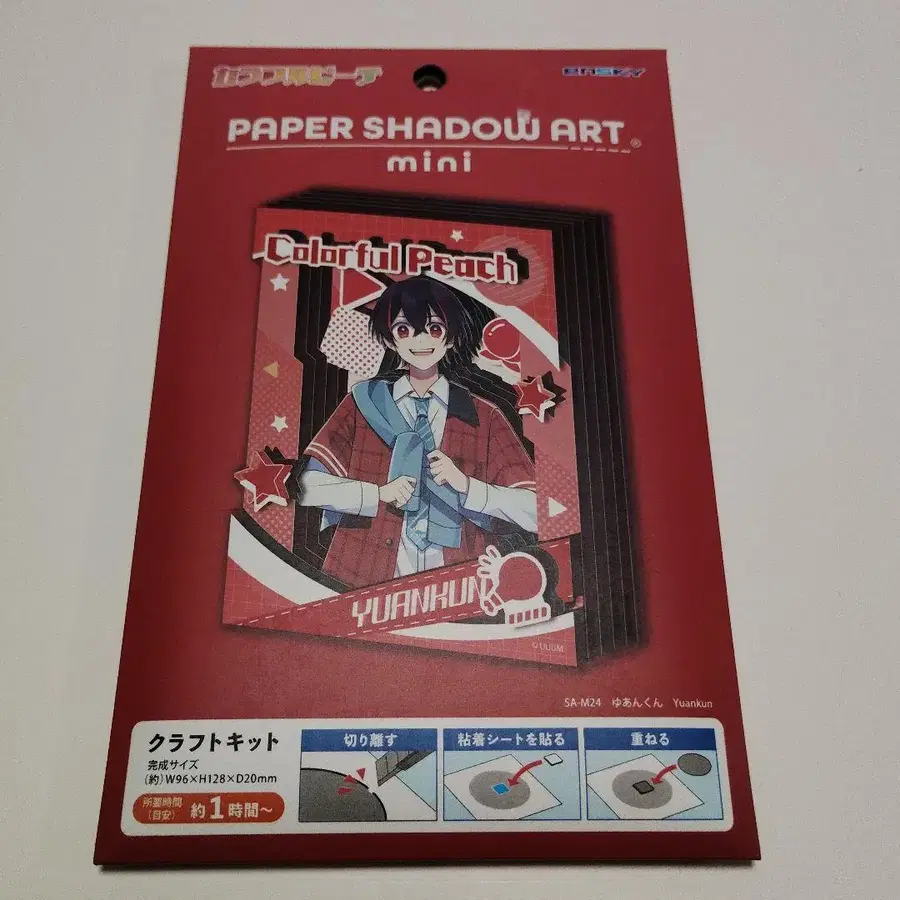 カラフルピーチ
ENSKY
PAPER SHADOW ART®
mini
Colorful Peach
YUANKUN
©UUUM
SA-M24 ゆあんくん Yuankun
クラフトキット
完成サイズ
(約)W96×H128×D20mm
所要時間
(目安)
約1時間~
切り離す
粘着シートを貼る
重ねる